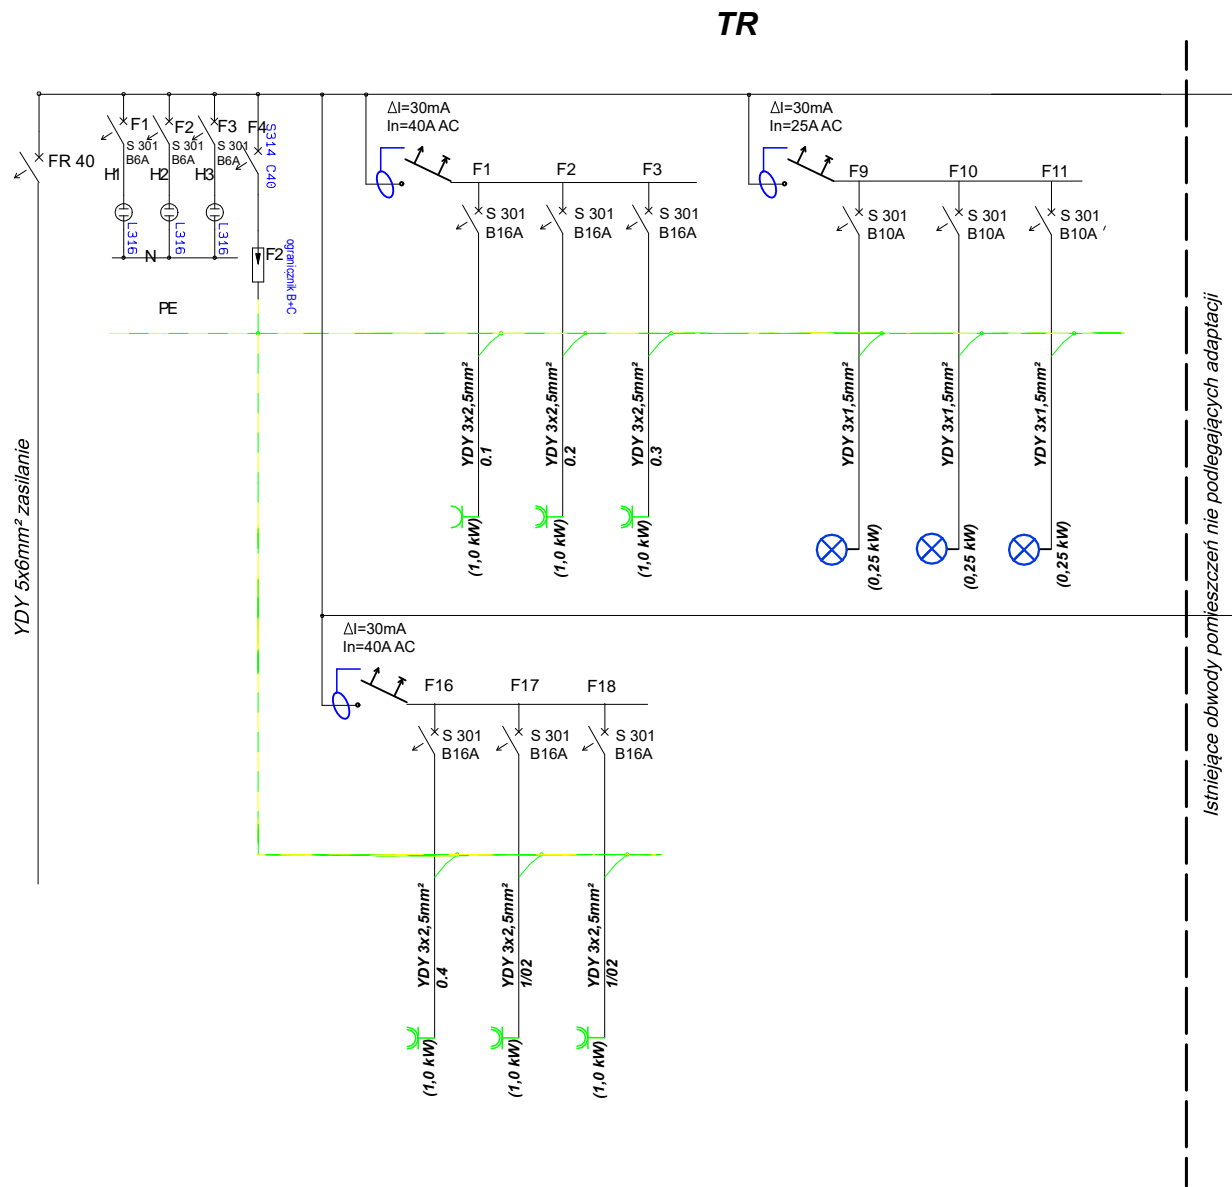 TR
F1
S 301
B6A
F2
S 301
B6A
F3
S 301
B6A
F4
S314 C40
FR 40
H1
H2
H3
L316
L316
L316
N
F2
ogranicznik B+C
PE
YDY 5x6mm² zasilanie
ΔI=30mA
In=40A AC
F1
F2
F3
S 301
B16A
S 301
B16A
S 301
B16A
YDY 3x2,5mm²
0.1
YDY 3x2,5mm²
0.2
YDY 3x2,5mm²
0.3
(1,0 kW)
(1,0 kW)
(1,0 kW)
ΔI=30mA
In=25A AC
F9
F10
F11
S 301
B10A
S 301
B10A
S 301
B10A
YDY 3x1,5mm²
YDY 3x1,5mm²
YDY 3x1,5mm²
(0,25 kW)
(0,25 kW)
(0,25 kW)
ΔI=30mA
In=40A AC
F16
F17
F18
S 301
B16A
S 301
B16A
S 301
B16A
YDY 3x2,5mm²
0.4
YDY 3x2,5mm²
1/02
YDY 3x2,5mm²
1/02
(1,0 kW)
(1,0 kW)
(1,0 kW)
Istniejące obwody pomieszczeń nie podlegających adaptacji